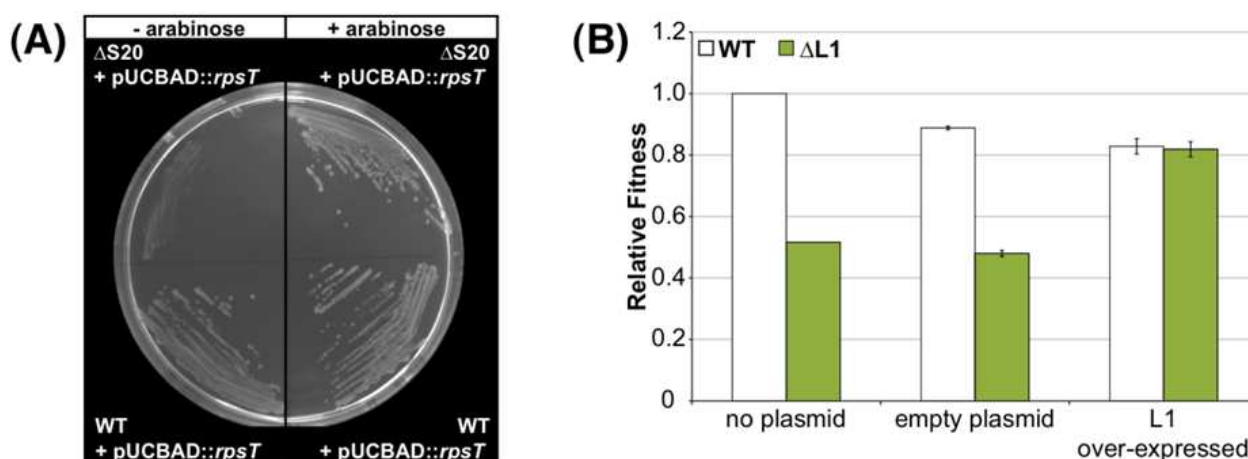 (A)
- arabinose + arabinose
ΔS20 ΔS20
+ pUCBAD::rpsT + pUCBAD::rpsT
WT WT
+ pUCBAD::rpsT + pUCBAD::rpsT
(B)
1.2
1.0
0.8
0.6
0.4
0.2
0
Relative Fitness
WT ΔL1
no plasmid empty plasmid L1
over-expressed